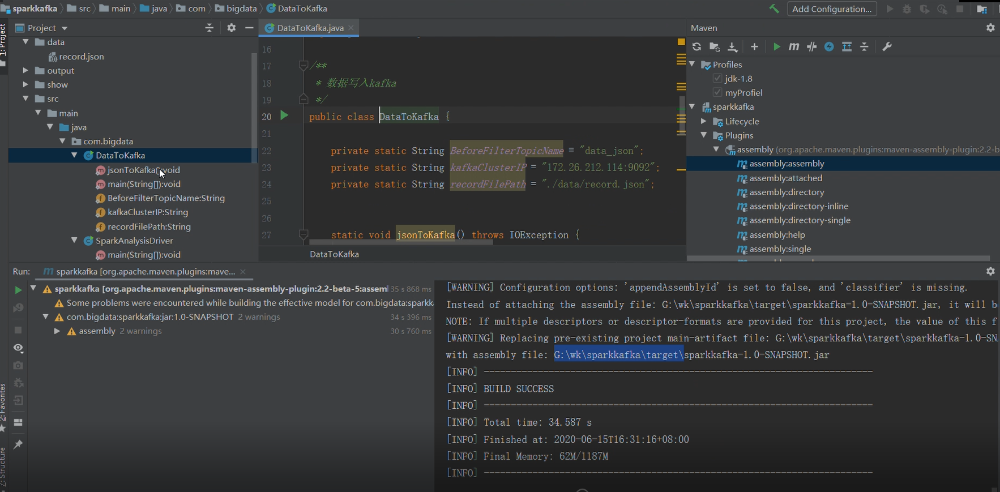 sparkkafka src main java com bigdata DataToKafka
Add Configuration...
1: Project
Project
data
record.json
output
show
src
main
java
com.bigdata
DataToKafka
jsonToKafka():void
main(String[]):void
BeforeFilterTopicName:String
kafkaClusterIP:String
recordFilePath:String
SparkAnalysisDriver
main(String[]):void
DataToKafka.java
16
17 /**
18 * 数据写入kafka
19 */
20 public class DataToKafka {
21
22 private static String BeforeFilterTopicName = "data_json";
23 private static String kafkaClusterIP = "172.26.212.114:9092";
24 private static String recordFilePath = "./data/record.json";
25
26
27 static void jsonToKafka() throws IOException {
DataToKafka
Maven
Profiles
jdk-1.8
myProfiel
sparkkafka
Lifecycle
Plugins
assembly (org.apache.maven.plugins:maven-assembly-plugin:2.2-b
assembly:assembly
assembly:attached
assembly:directory
assembly:directory-inline
assembly:directory-single
assembly:help
assembly:single
Run: sparkkafka [org.apache.maven.plugins:mave...
sparkkafka [org.apache.maven.plugins:maven-assembly-plugin:2.2-beta-5:assem 35 s 868 ms
Some problems were encountered while building the effective model for com.bigdata:sparkka
com.bigdata:sparkkafka:jar:1.0-SNAPSHOT 2 warnings 34 s 396 ms
assembly 2 warnings 30 s 760 ms
[WARNING] Configuration options: 'appendAssemblyId' is set to false, and 'classifier' is missing.
Instead of attaching the assembly file: G:\wk\sparkkafka\target\sparkkafka-1.0-SNAPSHOT.jar, it will b
NOTE: If multiple descriptors or descriptor-formats are provided for this project, the value of this f
[WARNING] Replacing pre-existing project main-artifact file: G:\wk\sparkkafka\target\sparkkafka-1.0-SN
with assembly file: G:\wk\sparkkafka\target\sparkkafka-1.0-SNAPSHOT.jar
[INFO] ------------------------------------------------------------------------
[INFO] BUILD SUCCESS
[INFO] ------------------------------------------------------------------------
[INFO] Total time: 34.587 s
[INFO] Finished at: 2020-06-15T16:31:16+08:00
[INFO] Final Memory: 62M/1187M
[INFO] ------------------------------------------------------------------------
2: Favorites
7: Structure